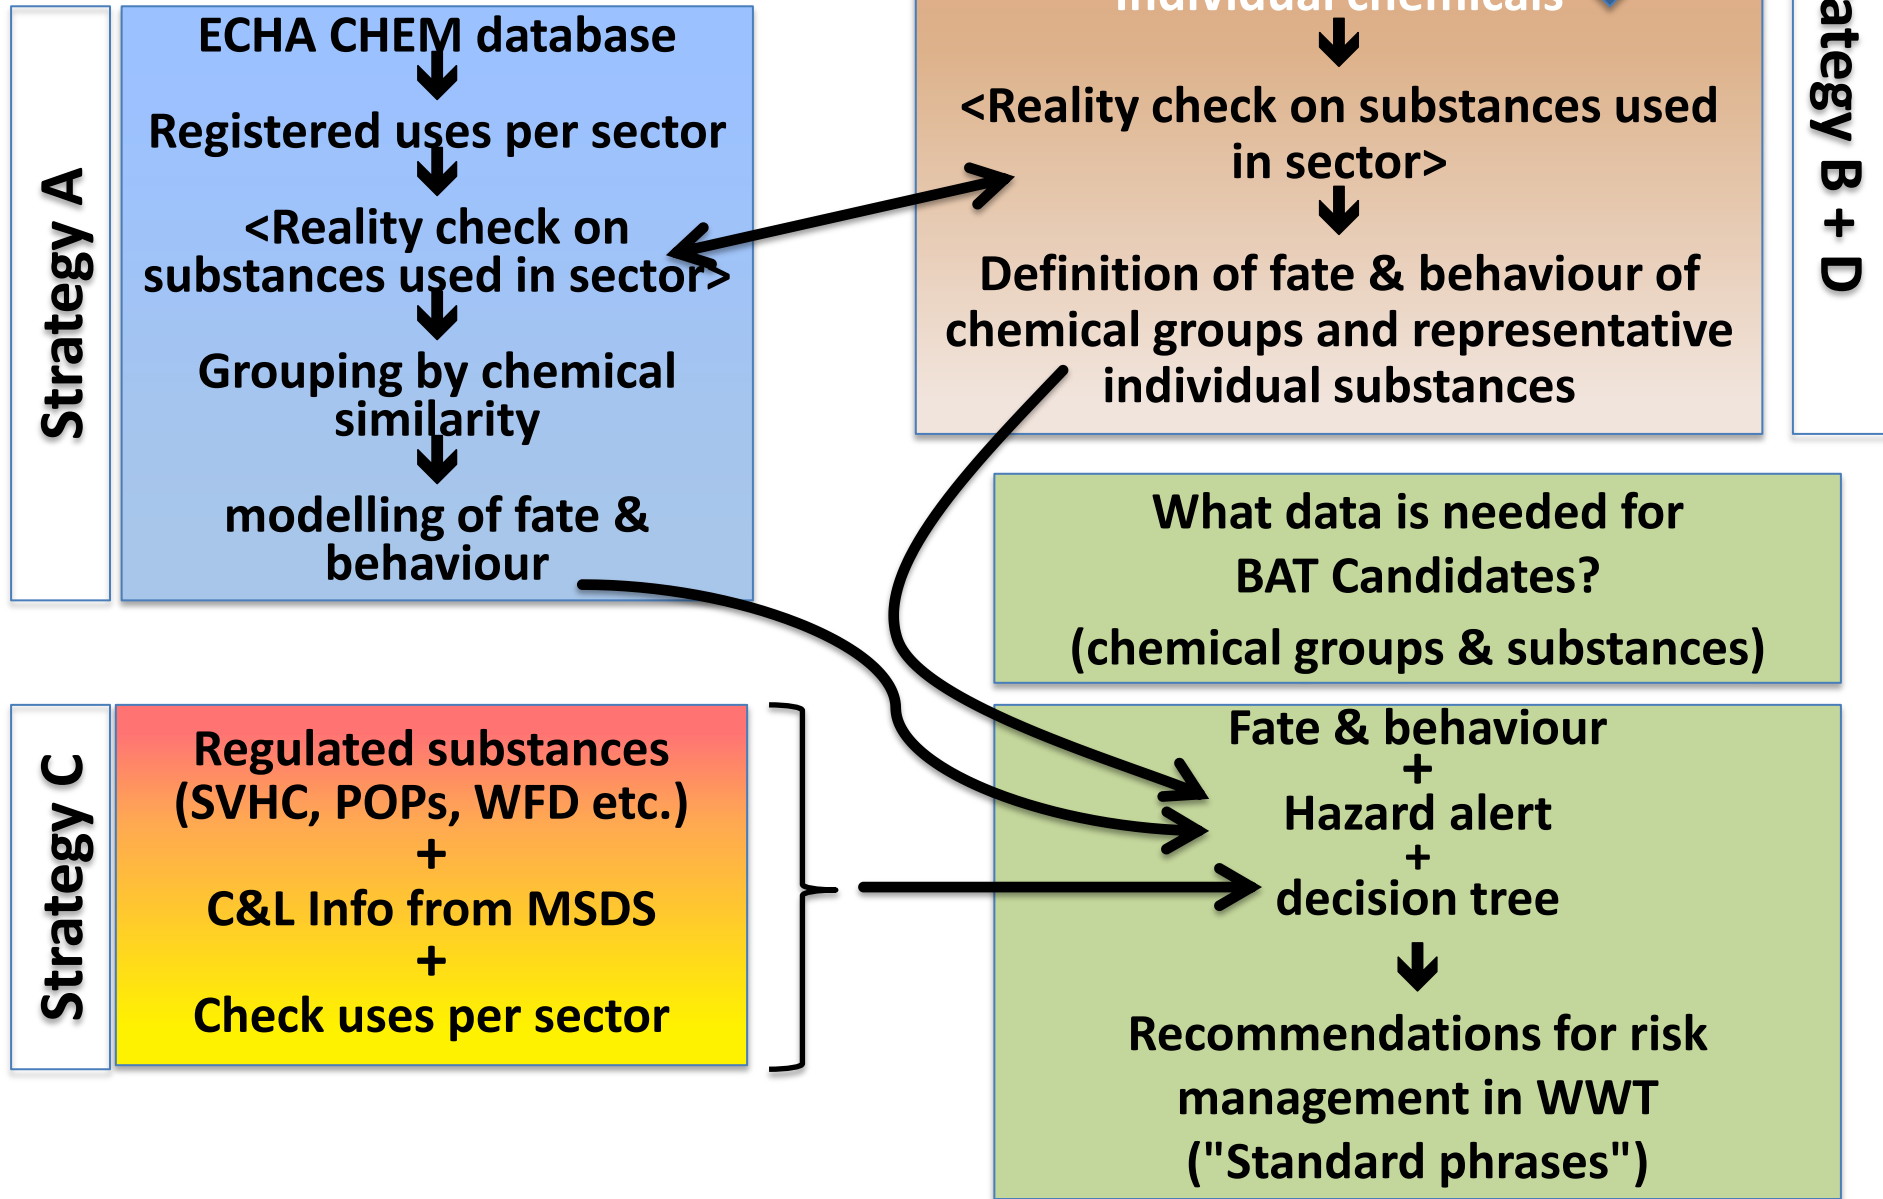 Strategy A
ECHA CHEM database
Registered uses per sector
<Reality check on
substances used in sector>
Grouping by chemical
similarity
modelling of fate &
behaviour
individual chemicals
<Reality check on substances used
in sector>
Definition of fate & behaviour of
chemical groups and representative
individual substances
ategy B + D
What data is needed for
BAT Candidates?
(chemical groups & substances)
Strategy C
Regulated substances
(SVHC, POPs, WFD etc.)
+
C&L Info from MSDS
+
Check uses per sector
Fate & behaviour
+
Hazard alert
+
decision tree
Recommendations for risk
management in WWT
("Standard phrases")